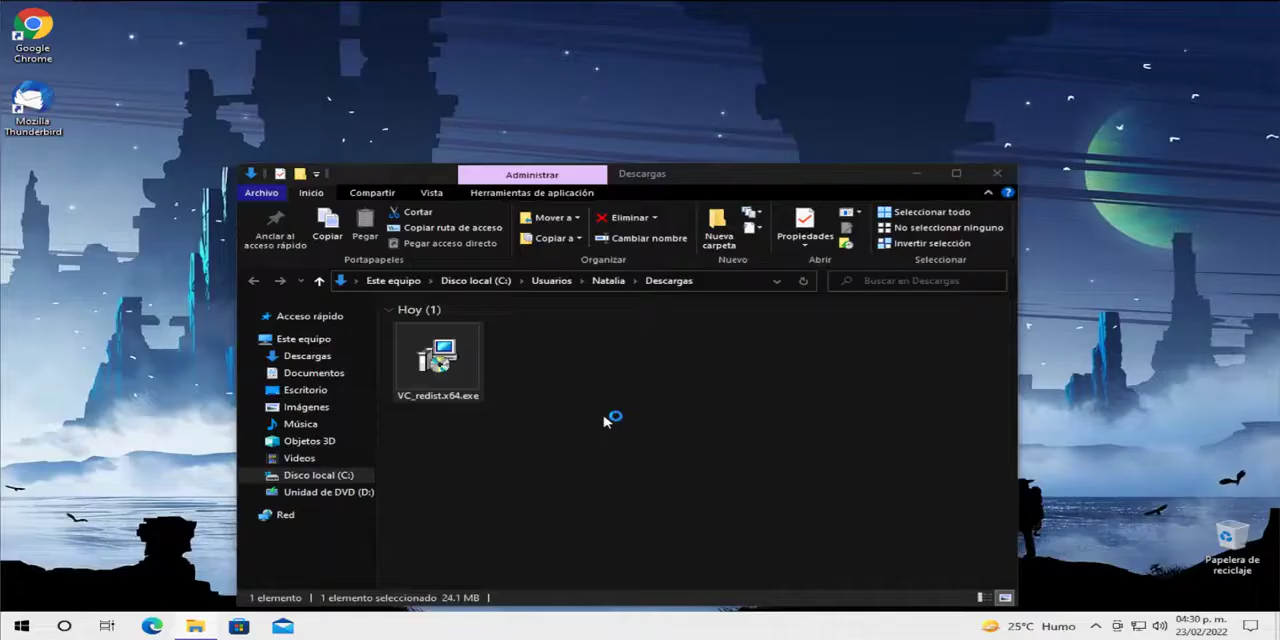 Google
Chrome
Mozilla
Thunderbird
Administrar
Descargas
Archivo
Inicio
Compartir
Vista
Herramientas de aplicación
Anclar al
acceso rápido
Copiar
Pegar
Cortar
Copiar ruta de acceso
Pegar acceso directo
Portapapeles
Mover a
Copiar a
Eliminar
Cambiar nombre
Organizar
Nueva
carpeta
Nuevo
Propiedades
Abrir
Seleccionar todo
No seleccionar ninguno
Invertir selección
Seleccionar
Este equipo > Disco local (C:) > Usuarios > Natalia > Descargas
Buscar en Descargas
Acceso rápido
Este equipo
Descargas
Documentos
Escritorio
Imágenes
Música
Objetos 3D
Videos
Disco local (C:)
Unidad de DVD (D:)
Red
Hoy (1)
VC_redist.x64.exe
1 elemento
1 elemento seleccionado 24.1 MB
Papelera de
reciclaje
25°C Humo
04:30 p. m.
23/02/2022